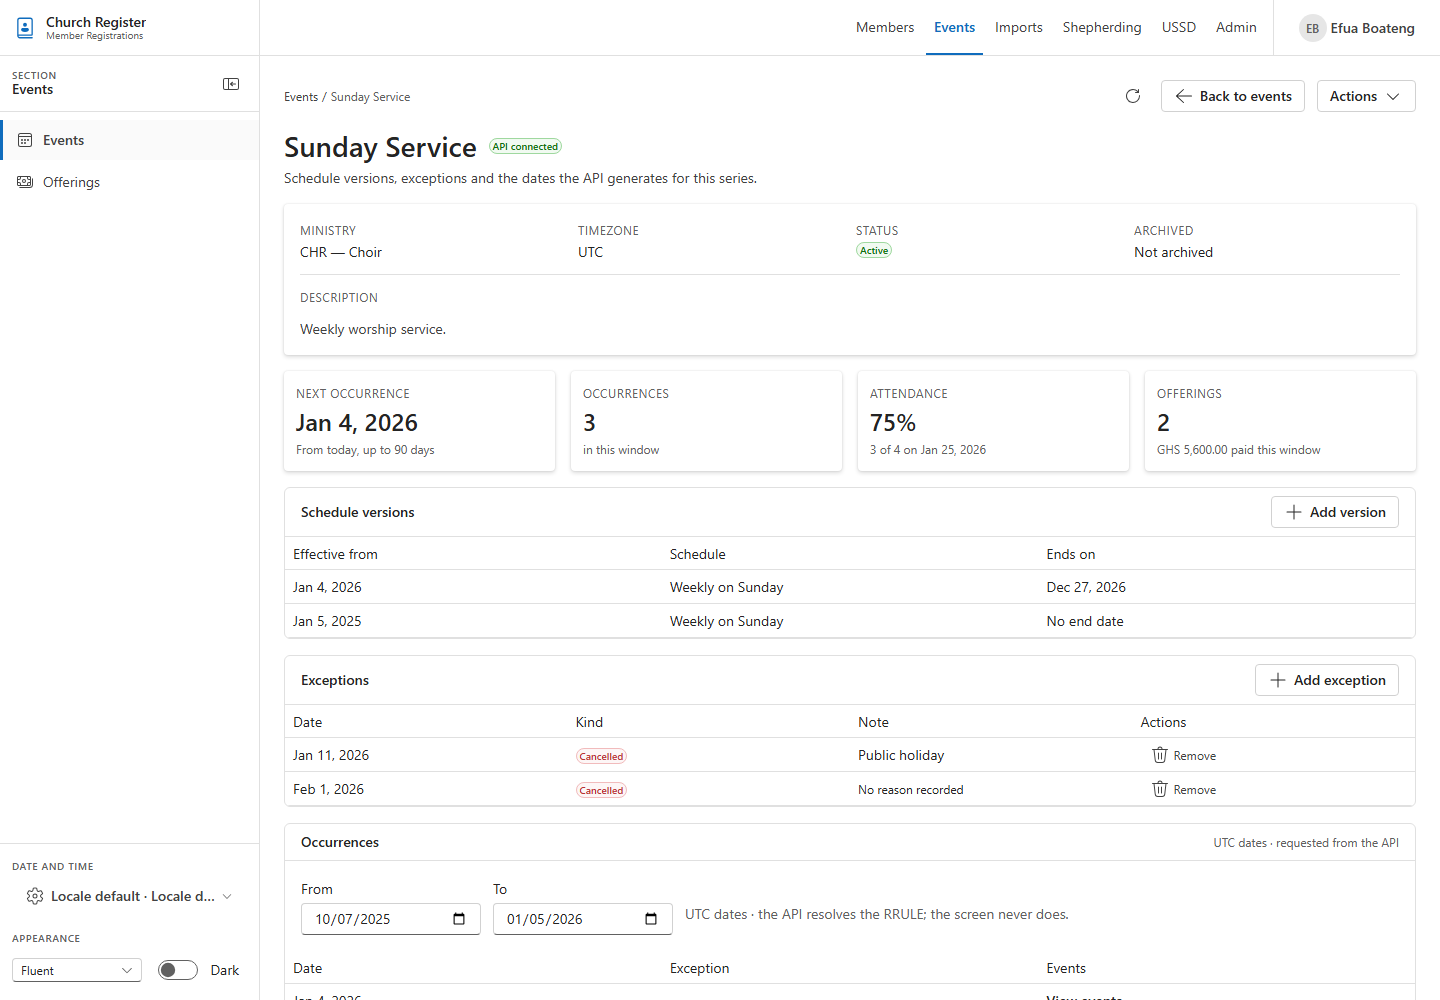 Church Register
Member Registrations
Members Events Imports Shepherding USSD Admin
EB Efua Boateng
SECTION
Events
Events
Offerings
DATE AND TIME
Locale default · Locale d...
APPEARANCE
Fluent
Dark
Events / Sunday Service
Back to events
Actions
Sunday Service API connected
Schedule versions, exceptions and the dates the API generates for this series.
MINISTRY TIMEZONE STATUS ARCHIVED
CHR — Choir UTC Active Not archived
DESCRIPTION
Weekly worship service.
NEXT OCCURRENCE
Jan 4, 2026
From today, up to 90 days
OCCURRENCES
3
in this window
ATTENDANCE
75%
3 of 4 on Jan 25, 2026
OFFERINGS
2
GHS 5,600.00 paid this window
Schedule versions Add version
Effective from Schedule Ends on
Jan 4, 2026 Weekly on Sunday Dec 27, 2026
Jan 5, 2025 Weekly on Sunday No end date
Exceptions Add exception
Date Kind Note Actions
Jan 11, 2026 Cancelled Public holiday Remove
Feb 1, 2026 Cancelled No reason recorded Remove
Occurrences UTC dates · requested from the API
From To
10/07/2025 01/05/2026 UTC dates · the API resolves the RRULE; the screen never does.
Date Exception Events
Jan 4, 2026 View events